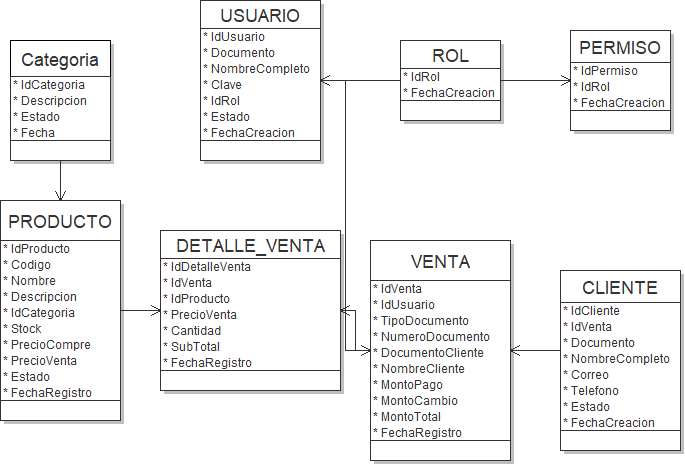 USUARIO
* IdUsuario
* Documento
* NombreCompleto
* Clave
* IdRol
* Estado
* FechaCreacion
ROL
* IdRol
* FechaCreacion
PERMISO
* IdPermiso
* IdRol
* FechaCreacion
Categoria
* IdCategoria
* Descripcion
* Estado
* Fecha
PRODUCTO
* IdProducto
* Codigo
* Nombre
* Descripcion
* IdCategoria
* Stock
* PrecioCompre
* PrecioVenta
* Estado
* FechaRegistro
DETALLE_VENTA
* IdDetalleVenta
* IdVenta
* IdProducto
* PrecioVenta
* Cantidad
* SubTotal
* FechaRegistro
VENTA
* IdVenta
* IdUsuario
* TipoDocumento
* NumeroDocumento
* DocumentoCliente
* NombreCliente
* MontoPago
* MontoCambio
* MontoTotal
* FechaRegistro
CLIENTE
* IdCliente
* IdVenta
* Documento
* NombreCompleto
* Correo
* Telefono
* Estado
* FechaCreacion